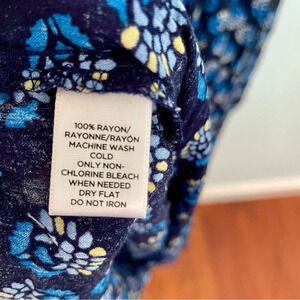 100% RAYON/
RAYONNE/RAYÓN
MACHINE WASH
COLD
ONLY NON-
CHLORINE BLEACH
WHEN NEEDED
DRY FLAT
DO NOT IRON